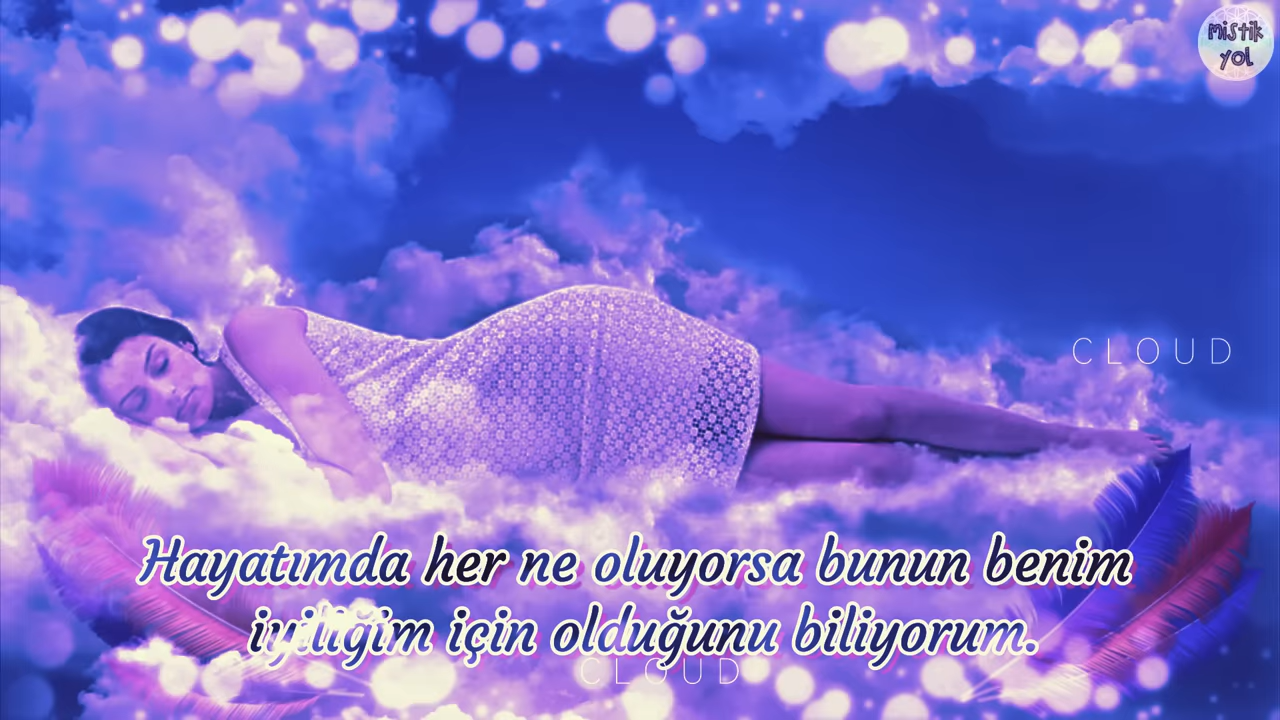 mistik
yol
CLOUD
Hayatımda her ne oluyorsa bunun benim
iyiliğim için olduğunu biliyorum.
CLOUD